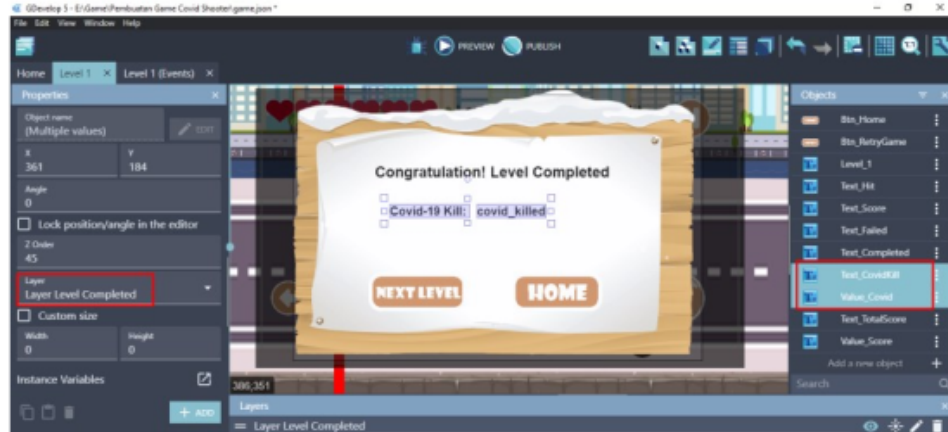 GDevelop 5 - E:\Game\Pembuatan Game Covid Shooter\game.json *
File Edit View Window Help
PREVIEW PUBLISH
Home Level 1 × Level 1 (Events) ×
Properties ×
Object name
(Multiple values)
EDIT
X Y
361 184
Angle
0
Lock position/angle in the editor
Z Order
45
Layer
Layer Level Completed
Custom size
Width Height
0 0
Instance Variables
+ ADD
Congratulation! Level Completed
Covid-19 Kill: covid_killed
NEXT LEVEL HOME
386;351
Layers
Layer Level Completed
Objects
Btn_Home
Btn_RetryGame
Level_1
Text_Hit
Text_Score
Text_Failed
Text_Completed
Text_CovidKill
Value_Covid
Text_TotalScore
Value_Score
Add a new object +
Search